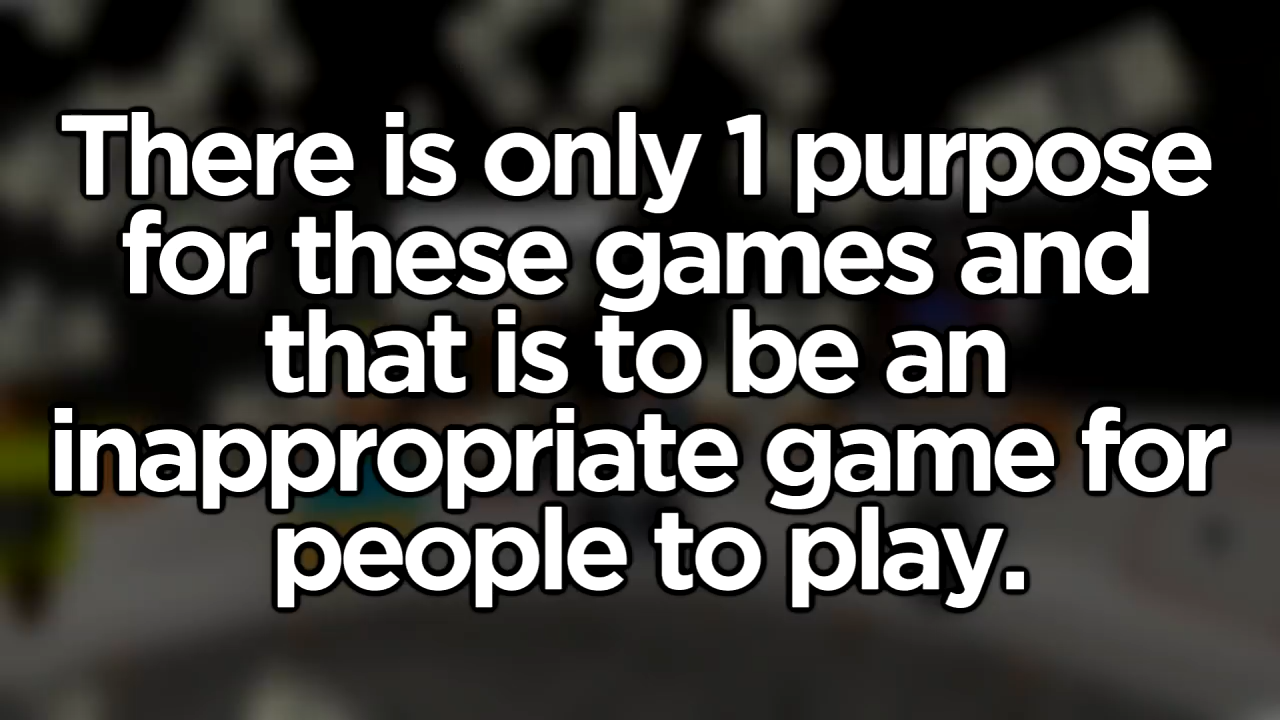 There is only 1 purpose
for these games and
that is to be an
inappropriate game for
people to play.